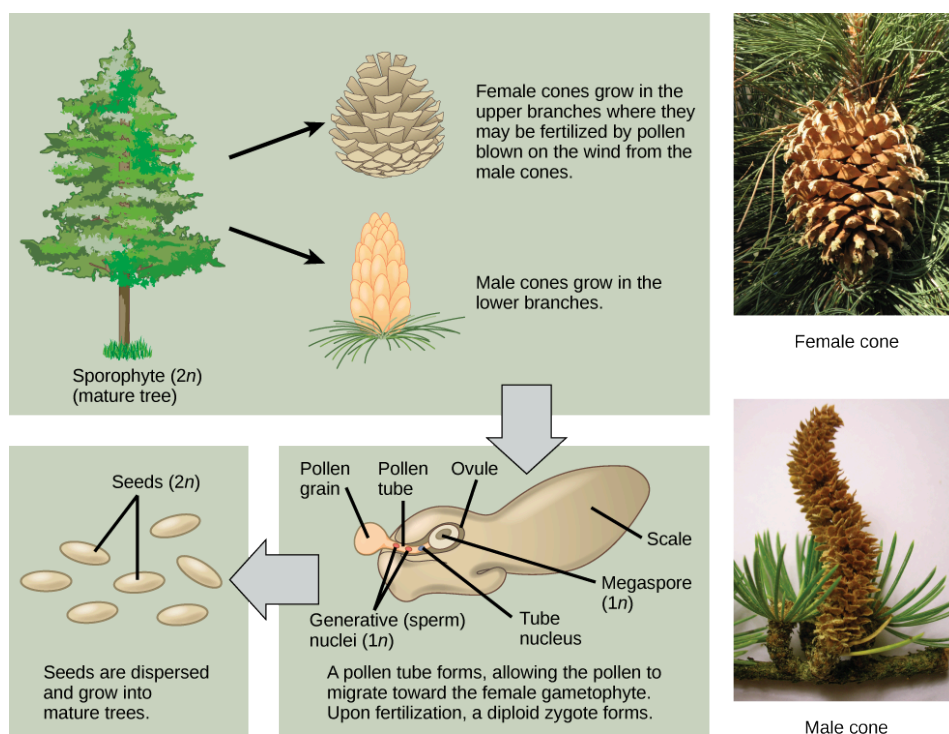 Female cones grow in the
upper branches where they
may be fertilized by pollen
blown on the wind from the
male cones.
Male cones grow in the
lower branches.
Sporophyte (2n)
(mature tree)
Female cone
Pollen
grain
Pollen
tube
Ovule
Scale
Megaspore
(1n)
Tube
nucleus
Generative (sperm)
nuclei (1n)
A pollen tube forms, allowing the pollen to
migrate toward the female gametophyte.
Upon fertilization, a diploid zygote forms.
Seeds (2n)
Seeds are dispersed
and grow into
mature trees.
Male cone